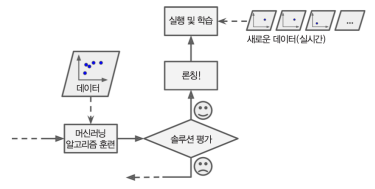 실행 및 학습
...
새로운 데이터(실시간)
론칭!
데이터
머신러닝
알고리즘 훈련
솔루션 평가